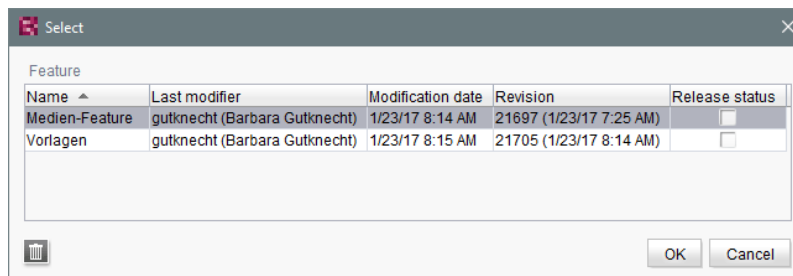 Select
Feature
Name Last modifier Modification date Revision Release status
Medien-Feature gutknecht (Barbara Gutknecht) 1/23/17 8:14 AM 21697 (1/23/17 7:25 AM)
Vorlagen gutknecht (Barbara Gutknecht) 1/23/17 8:15 AM 21705 (1/23/17 8:14 AM)
OK Cancel